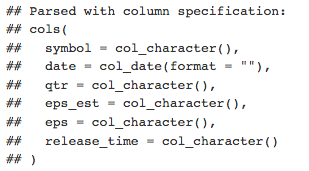 ## Parsed with column specification:
## cols(
##   symbol = col_character(),
##   date = col_date(format = ""),
##   qtr = col_character(),
##   eps_est = col_character(),
##   eps = col_character(),
##   release_time = col_character()
## )